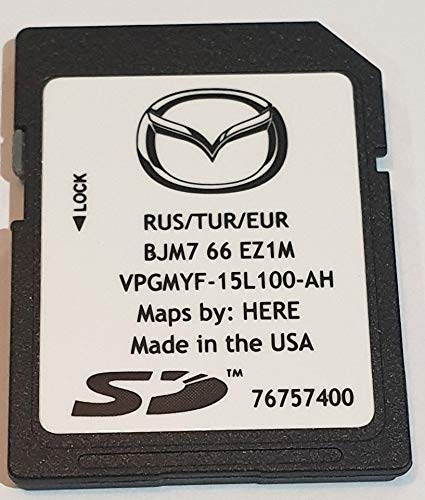 ◄LOCK
RUS/TUR/EUR
BJM7 66 EZ1M
VPGMYF-15L100-AH
Maps by: HERE
Made in the USA
SD™ 76757400